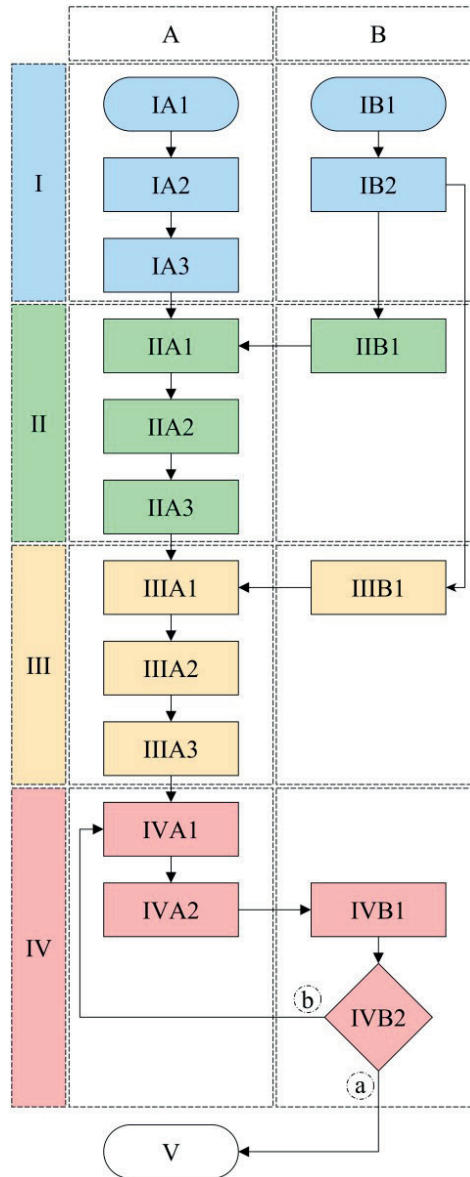 A B
IA1 IB1
I IA2 IB2
IA3
IIA1 IIB1
II IIA2
IIA3
IIIA1 IIIB1
III IIIA2
IIIA3
IVA1
IVA2 IVB1
IV b IVB2
a
V